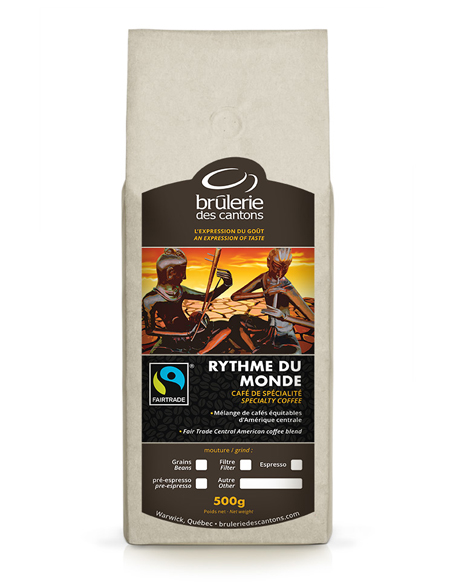 brûlerie
des cantons
L'EXPRESSION DU GOÛT
AN EXPRESSION OF TASTE
RYTHME DU
MONDE
CAFÉ DE SPÉCIALITÉ
SPECIALTY COFFEE
FAIRTRADE
®
• Mélange de cafés équitables
d'Amérique centrale
• Fair Trade Central American coffee blend
mouture / grind :
Grains
Beans
Filtre
Filter
Espresso
pré-espresso
pre-espresso
Autre
Other
500g
Poids net - Net weight
Warwick, Québec • bruleriedescantons.com